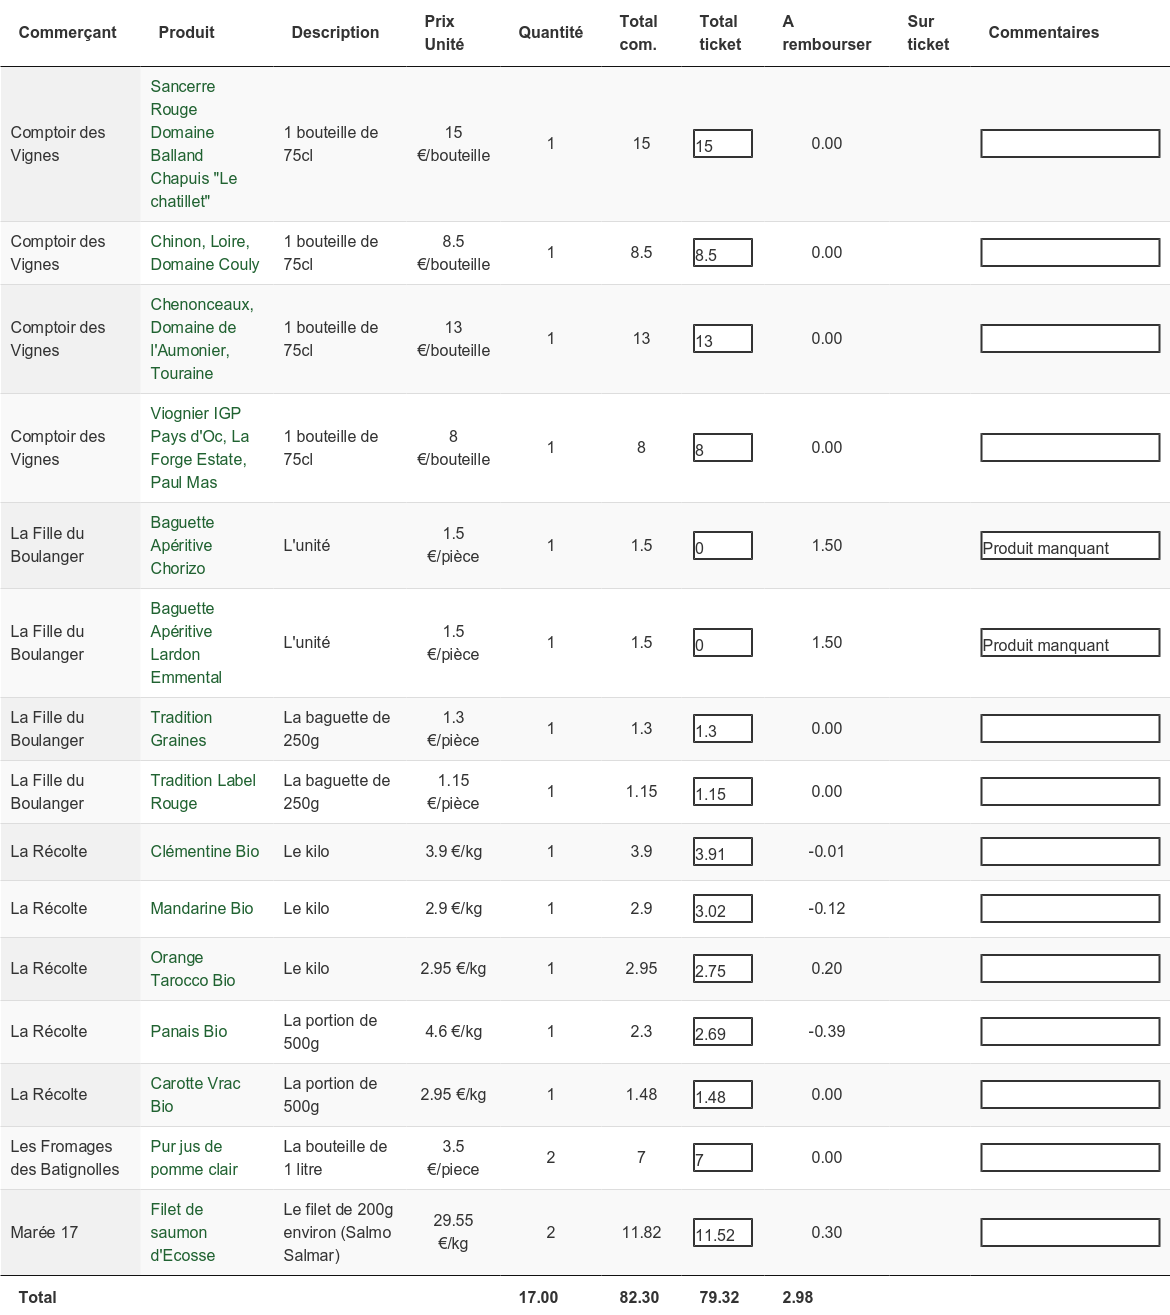 Commerçant Produit Description Prix Unité Quantité Total com. Total ticket A rembourser Sur ticket Commentaires
Comptoir des Vignes Sancerre Rouge Domaine Balland Chapuis "Le chatillet" 1 bouteille de 75cl 15 €/bouteille 1 15 15 0.00
Comptoir des Vignes Chinon, Loire, Domaine Couly 1 bouteille de 75cl 8.5 €/bouteille 1 8.5 8.5 0.00
Comptoir des Vignes Chenonceaux, Domaine de l'Aumonier, Touraine 1 bouteille de 75cl 13 €/bouteille 1 13 13 0.00
Comptoir des Vignes Viognier IGP Pays d'Oc, La Forge Estate, Paul Mas 1 bouteille de 75cl 8 €/bouteille 1 8 8 0.00
La Fille du Boulanger Baguette Apéritive Chorizo L'unité 1.5 €/pièce 1 1.5 0 1.50 Produit manquant
La Fille du Boulanger Baguette Apéritive Lardon Emmental L'unité 1.5 €/pièce 1 1.5 0 1.50 Produit manquant
La Fille du Boulanger Tradition Graines La baguette de 250g 1.3 €/pièce 1 1.3 1.3 0.00
La Fille du Boulanger Tradition Label Rouge La baguette de 250g 1.15 €/pièce 1 1.15 1.15 0.00
La Récolte Clémentine Bio Le kilo 3.9 €/kg 1 3.9 3.91 -0.01
La Récolte Mandarine Bio Le kilo 2.9 €/kg 1 2.9 3.02 -0.12
La Récolte Orange Tarocco Bio Le kilo 2.95 €/kg 1 2.95 2.75 0.20
La Récolte Panais Bio La portion de 500g 4.6 €/kg 1 2.3 2.69 -0.39
La Récolte Carotte Vrac Bio La portion de 500g 2.95 €/kg 1 1.48 1.48 0.00
Les Fromages des Batignolles Pur jus de pomme clair La bouteille de 1 litre 3.5 €/piece 2 7 7 0.00
Marée 17 Filet de saumon d'Ecosse Le filet de 200g environ (Salmo Salmar) 29.55 €/kg 2 11.82 11.52 0.30
Total 17.00 82.30 79.32 2.98